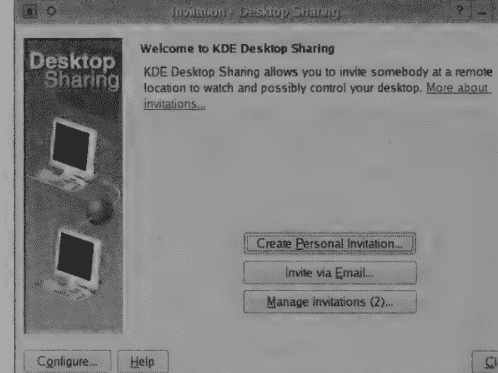 Invitation - Desktop Sharing
Desktop
Sharing
Welcome to KDE Desktop Sharing
KDE Desktop Sharing allows you to invite somebody at a remote
location to watch and possibly control your desktop. More about
invitations...
Create Personal Invitation...
Invite via Email...
Manage Invitations (2)...
Configure...
Help